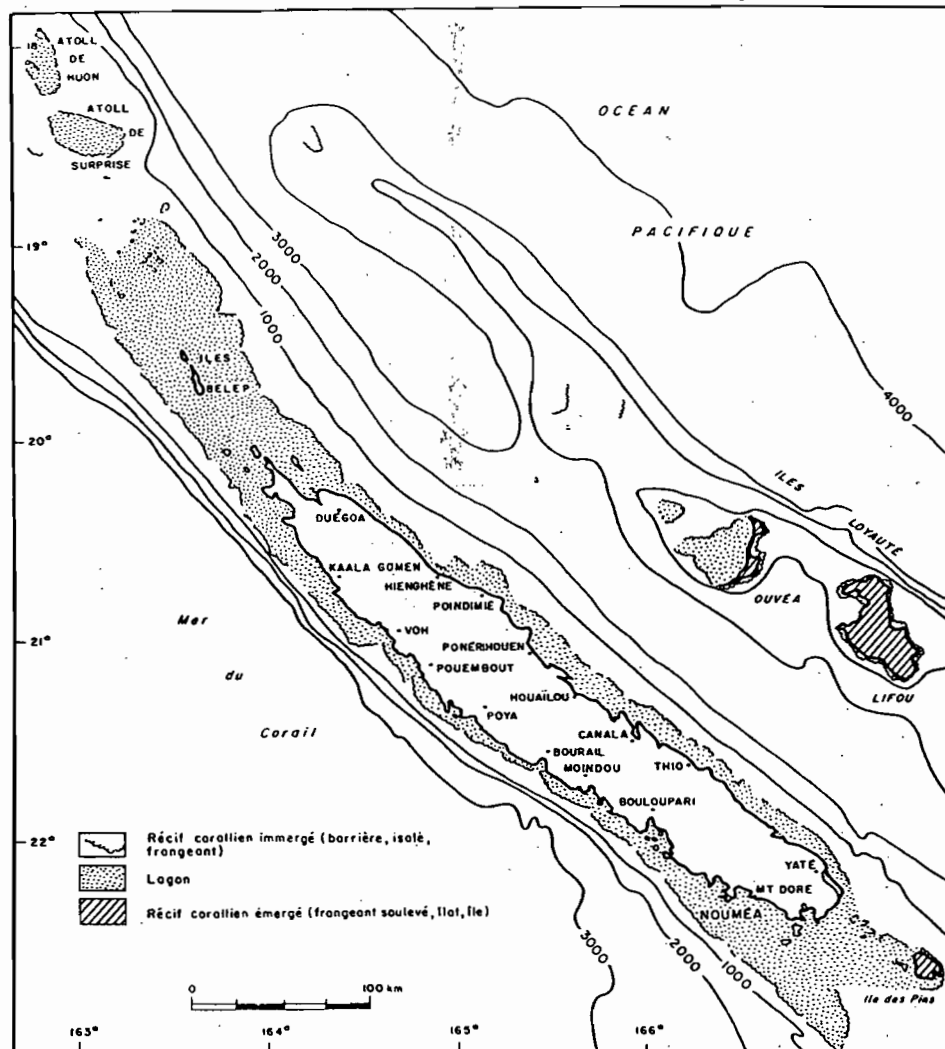 18
ATOLL
DE
HUON
ATOLL
DE
SURPRISE
OCEAN
PACIFIQUE
19°
3000
2000
1000
4000
ILES
BELEP
20°
ILES
LOYAUTÉ
DUÉGOA
KAALA GOMEN
HIENGHÈNE
POINDIMIÉ
OUVÉA
Mer
du
Corail
21°
VOH
PONÉRIHOUEN
POUEMBOUT
HOUAÏLOU
LIFOU
POYA
CANALA
BOURAIL
MOINDOU
THIO
BOULOUPARI
22°
Récif corallien immergé (barrière, isolé,
frangeant)
Lagon
Récif corallien émergé (frangeant soulevé, îlot, île)
YATÉ
MT DORE
NOUMÉA
3000
2000
1000
Ile des Pins
0 100 km
163° 164° 165° 166°